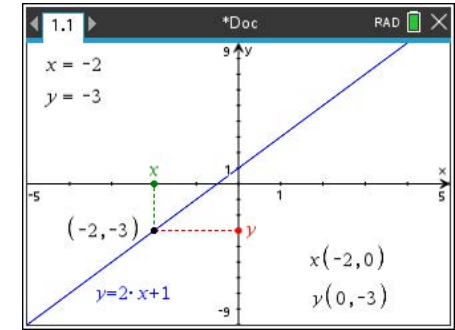 1.1 *Doc RAD
x = -2
y = -3
9 y
x
1
x
-5
1
5
(-2,-3)
y
x(-2,0)
y=2·x+1
y(0,-3)
-9